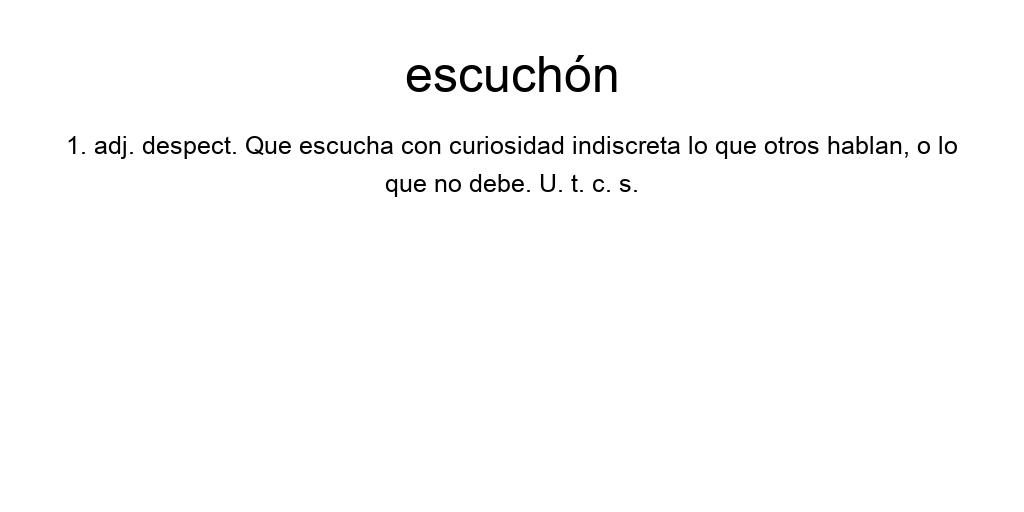 escuchón
1. adj. despect. Que escucha con curiosidad indiscreta lo que otros hablan, o lo
que no debe. U. t. c. s.